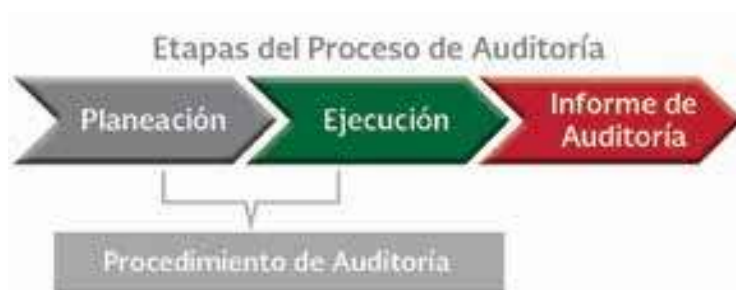 Etapas del Proceso de Auditoría
Planeación
Ejecución
Informe de
Auditoría
Procedimiento de Auditoría